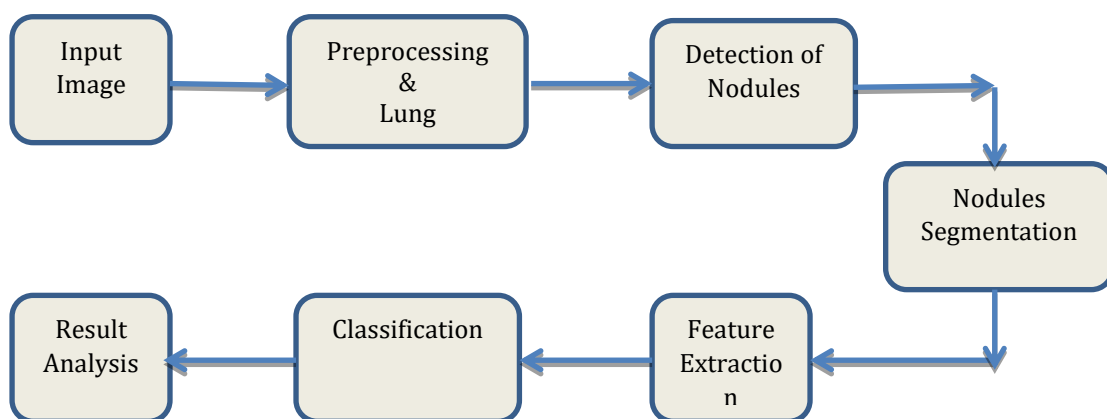 Input
Image
Preprocessing
&
Lung
Detection of
Nodules
Nodules
Segmentation
Feature
Extractio
n
Classification
Result
Analysis